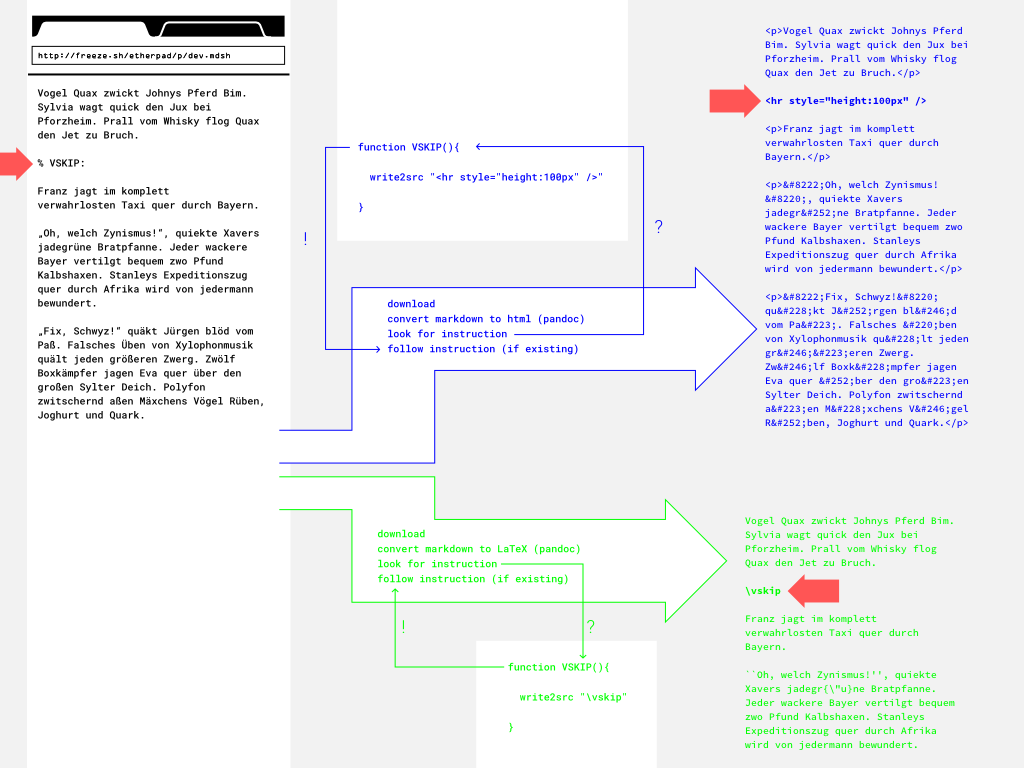 http://freeze.sh/etherpad/p/dev.mdsh
Vogel Quax zwickt Johnys Pferd Bim.
Sylvia wagt quick den Jux bei
Pforzheim. Prall vom Whisky flog Quax
den Jet zu Bruch.
% VSKIP:
Franz jagt im komplett
verwahrlosten Taxi quer durch Bayern.
„Oh, welch Zynismus!“, quiekte Xavers
jadegrüne Bratpfanne. Jeder wackere
Bayer vertilgt bequem zwo Pfund
Kalbshaxen. Stanleys Expeditionszug
quer durch Afrika wird von jedermann
bewundert.
„Fix, Schwyz!“ quäkt Jürgen blöd vom
Paß. Falsches Üben von Xylophonmusik
quält jeden größeren Zwerg. Zwölf
Boxkämpfer jagen Eva quer über den
großen Sylter Deich. Polyfon
zwitschernd aßen Mäxchens Vögel Rüben,
Joghurt und Quark.
function VSKIP(){
write2src "<hr style="height:100px" />"
}
!
?
download
convert markdown to html (pandoc)
look for instruction
follow instruction (if existing)
<p>Vogel Quax zwickt Johnys Pferd
Bim. Sylvia wagt quick den Jux bei
Pforzheim. Prall vom Whisky flog
Quax den Jet zu Bruch.</p>
<hr style="height:100px" />
<p>Franz jagt im komplett
verwahrlosten Taxi quer durch
Bayern.</p>
<p>&#8222;Oh, welch Zynismus!
&#8220;, quiekte Xavers
jadegr&#252;ne Bratpfanne. Jeder
wackere Bayer vertilgt bequem zwo
Pfund Kalbshaxen. Stanleys
Expeditionszug quer durch Afrika
wird von jedermann bewundert.</p>
<p>&#8222;Fix, Schwyz!&#8220;
qu&#228;kt J&#252;rgen bl&#246;d
vom Pa&#223;. Falsches &#220;ben
von Xylophonmusik qu&#228;lt jeden
gr&#246;&#223;eren Zwerg.
Zw&#246;lf Boxk&#228;mpfer jagen
Eva quer &#252;ber den gro&#223;en
Sylter Deich. Polyfon zwitschernd
a&#223;en M&#228;xchens V&#246;gel
R&#252;ben, Joghurt und Quark.</p>
download
convert markdown to LaTeX (pandoc)
look for instruction
follow instruction (if existing)
!
?
function VSKIP(){
write2src "\vskip"
}
Vogel Quax zwickt Johnys Pferd Bim.
Sylvia wagt quick den Jux bei
Pforzheim. Prall vom Whisky flog
Quax den Jet zu Bruch.
\vskip
Franz jagt im komplett
verwahrlosten Taxi quer durch
Bayern.
``Oh, welch Zynismus!'', quiekte
Xavers jadegr{\"u}ne Bratpfanne.
Jeder wackere Bayer vertilgt bequem
zwo Pfund Kalbshaxen. Stanleys
Expeditionszug quer durch Afrika
wird von jedermann bewundert.